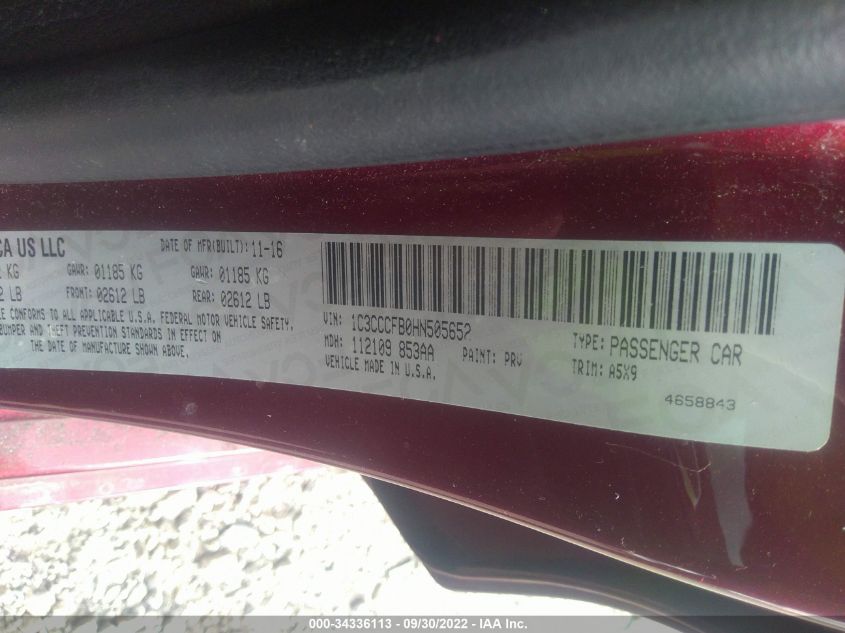 CA US LLC
DATE OF MFR(BUILT): 11-16
KG GAWR: 01185 KG GAWR: 01185 KG
LB FRONT: 02612 LB REAR: 02612 LB
CONFORMS TO ALL APPLICABLE U.S.A. FEDERAL MOTOR VEHICLE SAFETY,
BUMPER AND THEFT PREVENTION STANDARDS IN EFFECT ON
THE DATE OF MANUFACTURE SHOWN ABOVE.
VIN: 1C3CCCFB0HN505652
MDH: 112109 853AA PAINT: PRV
VEHICLE MADE IN U.S.A.
TYPE: PASSENGER CAR
TRIM: A5X9
4658843
000-34336113 - 09/30/2022 - IAA Inc.